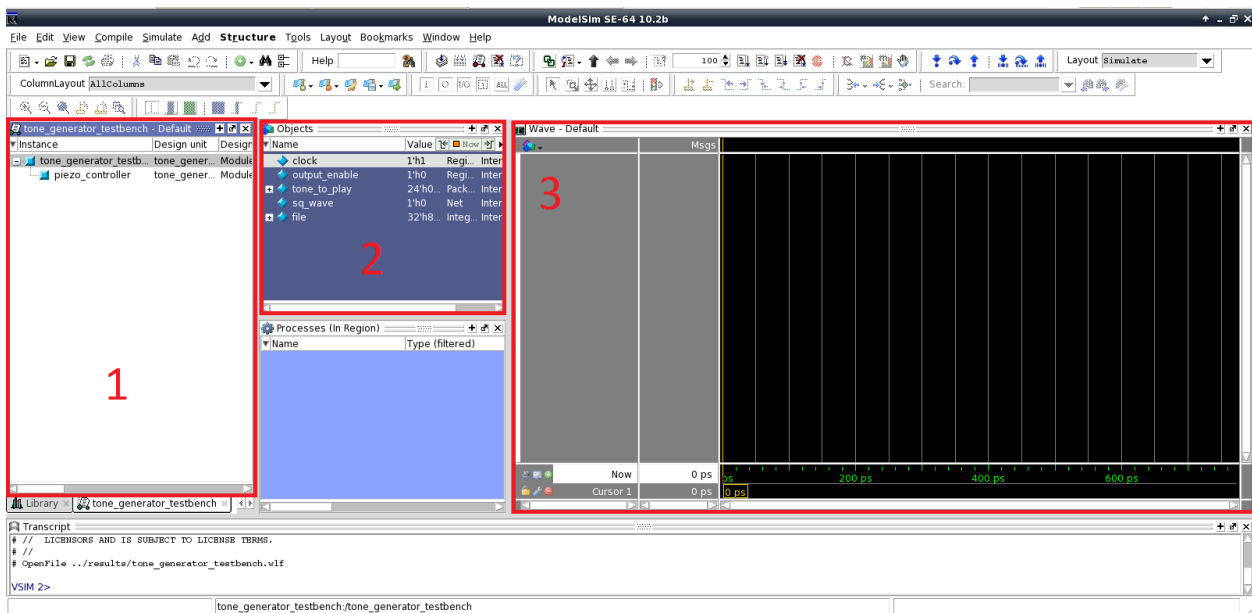 ModelSim SE-64 10.2b
File Edit View Compile Simulate Add Structure Tools Layout Bookmarks Window Help
Help 100 Layout Simulate
ColumnLayout AllColumns Search:
tone_generator_testbench - Default
Instance Design unit Design
tone_generator_testb... tone_gener... Module
piezo_controller tone_gener... Module
1
Library tone_generator_testbench
Objects
Name Value Now
clock 1'h1 Regi... Inter
output_enable 1'h0 Regi... Inter
tone_to_play 24'h0... Pack... Inter
sq_wave 1'h0 Net Inter
file 32'h8... Integ... Inter
2
Processes (In Region)
Name Type (filtered)
Wave - Default
Msgs
3
Now 0 ps ps 200 ps 400 ps 600 ps
Cursor 1 0 ps 0 ps
Transcript
# // LICENSORS AND IS SUBJECT TO LICENSE TERMS.
# //
# OpenFile ../results/tone_generator_testbench.wlf
VSIM 2>
tone_generator_testbench:/tone_generator_testbench